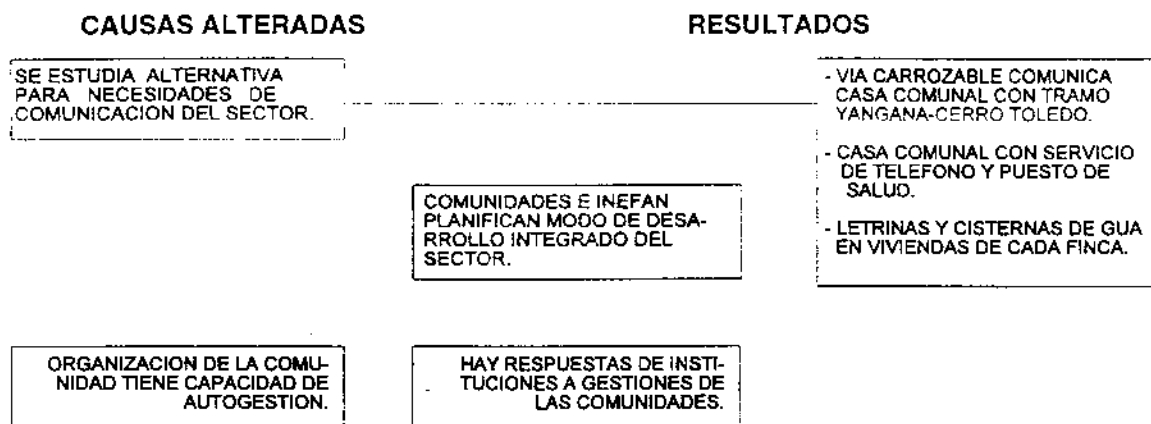 CAUSAS ALTERADAS
RESULTADOS
SE ESTUDIA ALTERNATIVA
PARA NECESIDADES DE
COMUNICACION DEL SECTOR.
- VIA CARROZABLE COMUNICA
CASA COMUNAL CON TRAMO
YANGANA-CERRO TOLEDO.
- CASA COMUNAL CON SERVICIO
DE TELEFONO Y PUESTO DE
SALUD.
- LETRINAS Y CISTERNAS DE GUA
EN VIVIENDAS DE CADA FINCA.
COMUNIDADES E INEFAN
PLANIFICAN MODO DE DESA-
RROLLO INTEGRADO DEL
SECTOR.
ORGANIZACION DE LA COMU-
NIDAD TIENE CAPACIDAD DE
AUTOGESTION.
HAY RESPUESTAS DE INSTI-
TUCIONES A GESTIONES DE
LAS COMUNIDADES.